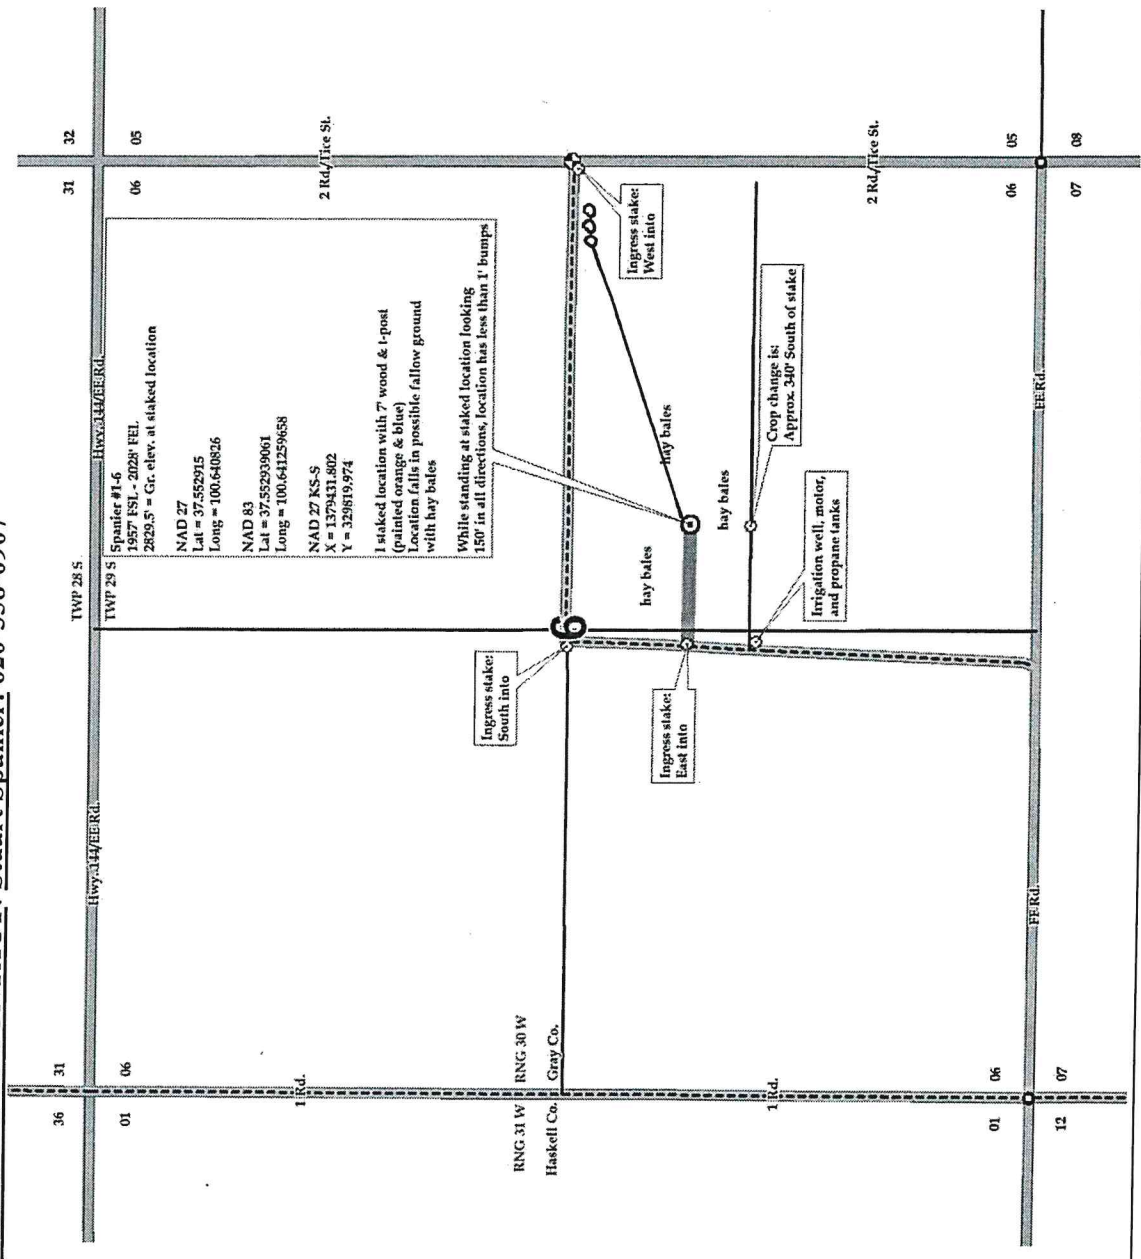 TWP 28 S
TWP 29 S
36
31
01
06
31
32
06
05
Hwy. 144/EE Rd.
Hwy. 144/EE Rd.
Spanier #1-6
1957' FSL - 2028' FEL
2829.5' = Gr. elev. at staked location
NAD 27
Lat = 37.552915
Long = 100.640826
NAD 83
Lat = 37.552939061
Long = 100.641259658
NAD 27 KS-S
X = 1379431.802
Y = 329819.974
I staked location with 7' wood & t-post
(painted orange & blue)
Location falls in possible fallow ground
with hay bales
While standing at staked location looking
150' in all directions, location has less than 1' bumps
1 Rd.
2 Rd./Tice St.
RNG 31 W
RNG 30 W
Haskell Co.
Gray Co.
Ingress stake:
South into
6
Ingress stake:
West into
hay bales
hay bales
hay bales
Ingress stake:
East into
Crop change is:
Approx. 340' South of stake
Irrigation well, motor,
and propane tanks
1 Rd.
2 Rd./Tice St.
01
06
12
07
06
05
07
08
FF Rd.
FF Rd.